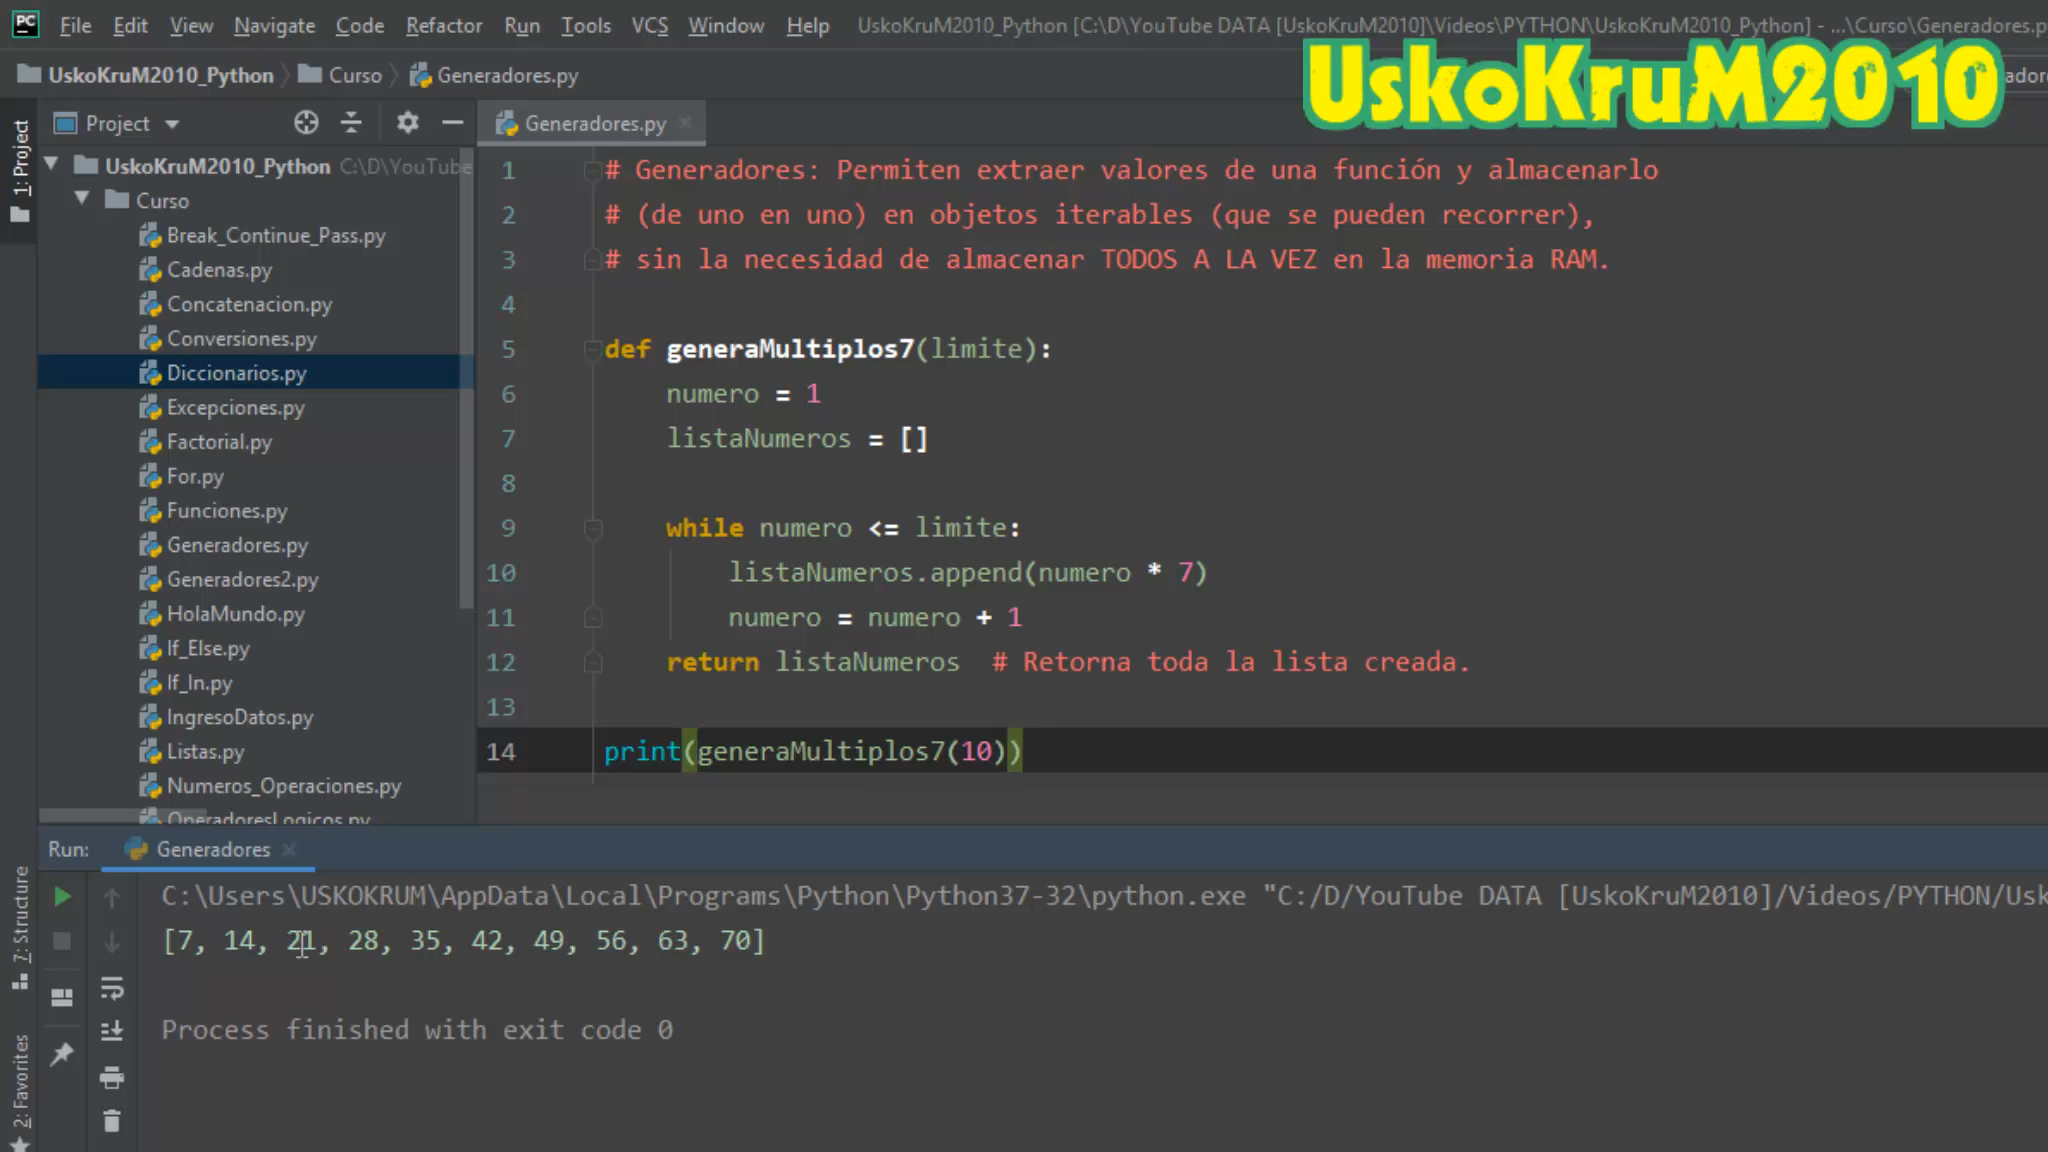 PC File Edit View Navigate Code Refactor Run Tools VCS Window Help UskoKruM2010_Python [C:\D\YouTube DATA [UskoKruM2010]\Videos\PYTHON\UskoKruM2010_Python] - ...\Curso\Generadores.py
UskoKruM2010
UskoKruM2010_Python Curso Generadores.py
1: Project
Project
Generadores.py
UskoKruM2010_Python C:\D\YouTube
Curso
Break_Continue_Pass.py
Cadenas.py
Concatenacion.py
Conversiones.py
Diccionarios.py
Excepciones.py
Factorial.py
For.py
Funciones.py
Generadores.py
Generadores2.py
HolaMundo.py
If_Else.py
If_In.py
IngresoDatos.py
Listas.py
Numeros_Operaciones.py
OperadoresLogicos.py
1 # Generadores: Permiten extraer valores de una función y almacenarlo
2 # (de uno en uno) en objetos iterables (que se pueden recorrer),
3 # sin la necesidad de almacenar TODOS A LA VEZ en la memoria RAM.
4
5 def generaMultiplos7(limite):
6 numero = 1
7 listaNumeros = []
8
9 while numero <= limite:
10 listaNumeros.append(numero * 7)
11 numero = numero + 1
12 return listaNumeros # Retorna toda la lista creada.
13
14 print(generaMultiplos7(10))
Run: Generadores
7: Structure
2: Favorites
C:\Users\USKOKRUM\AppData\Local\Programs\Python\Python37-32\python.exe "C:/D/YouTube DATA [UskoKruM2010]/Videos/PYTHON/Usk
[7, 14, 21, 28, 35, 42, 49, 56, 63, 70]
Process finished with exit code 0